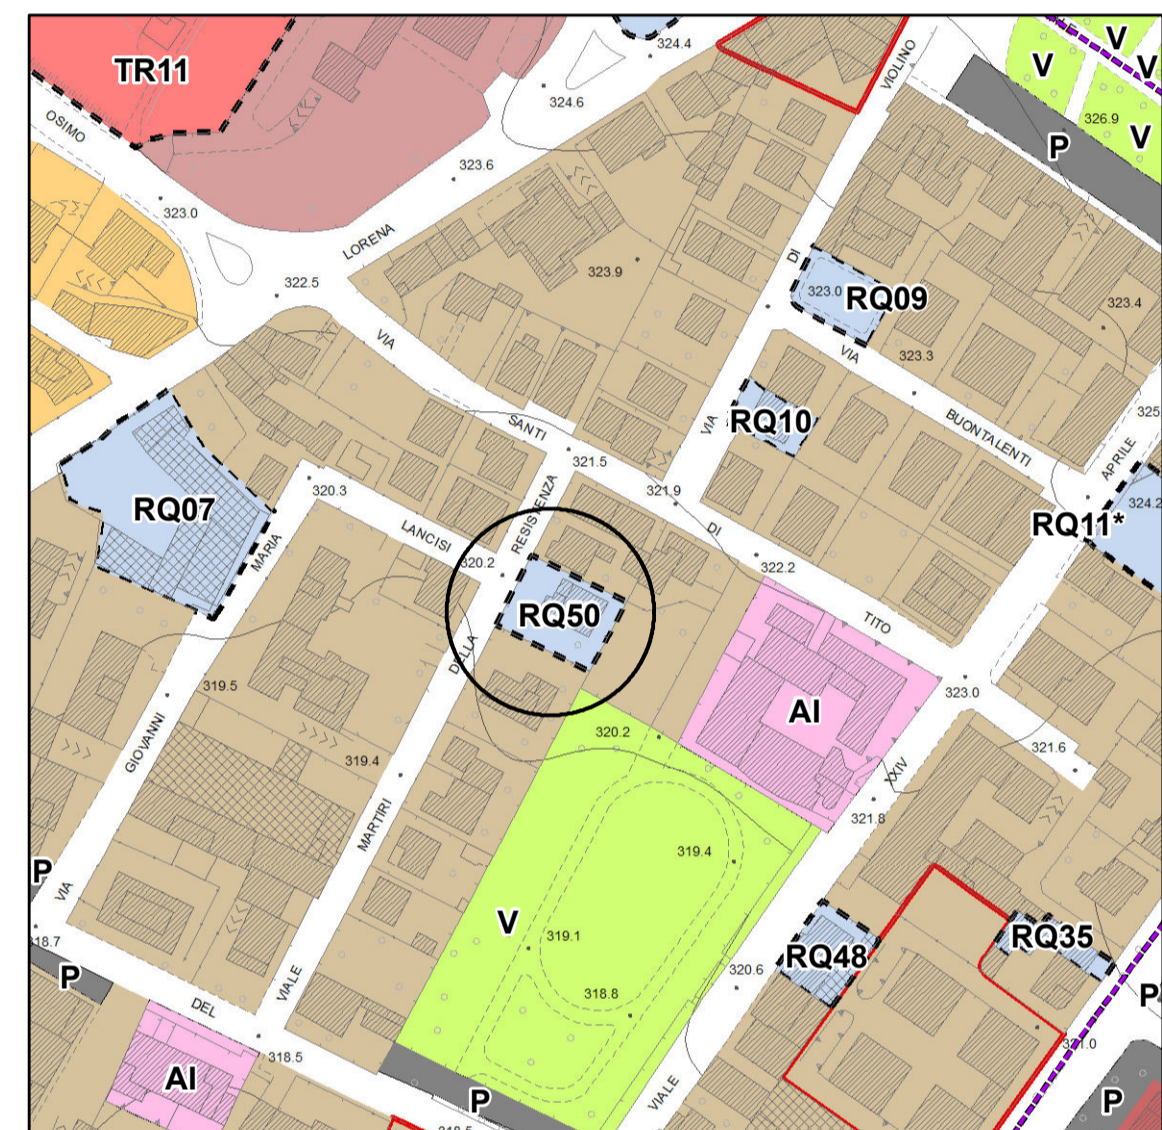 324.4
V
V
V
TR11
VIOLINO
324.6
326.9
V
OSIMO
P
323.6
323.0
LORENA
DI
323.9
322.5
323.0
RQ09
323.4
VIA
VIA
323.3
RQ10
VIA
BUONTALENTI
SANTI
APRILE
321.5
320.3
321.9
RQ07
RESISTENZA
324.2
RQ11*
LANCISI
DI
MARIA
320.2
322.2
RQ50
TITO
DELLA
319.5
323.0
AI
320.2
GIOVANNI
321.6
319.4
XXIV
321.8
MARTIRI
319.4
P
VIA
V
319.1
RQ35
318.7
RQ48
P
320.6
VIALE
318.8
P
DEL
318.5
321.0
AI
VIALE
P
P